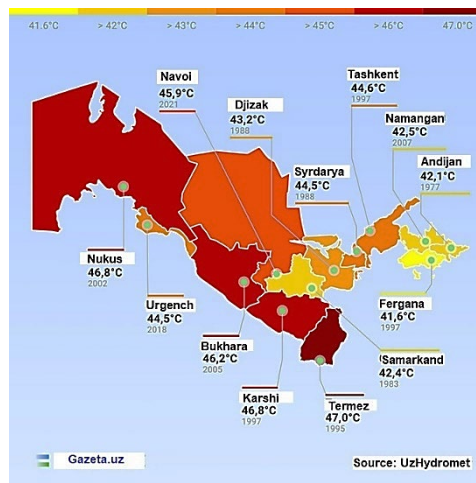 41.6°C > 42°C > 43°C > 44°C > 45°C > 46°C 47.0°C
Navoi
45,9°C
2021
Djizak
43,2°C
1988
Tashkent
44,6°C
1997
Namangan
42,5°C
2007
Andijan
42,1°C
1977
Syrdarya
44,5°C
1988
Nukus
46,8°C
2002
Urgench
44,5°C
2018
Bukhara
46,2°C
2005
Karshi
46,8°C
1997
Termez
47,0°C
1995
Samarkand
42,4°C
1983
Fergana
41,6°C
1997
Gazeta.uz
Source: UzHydromet